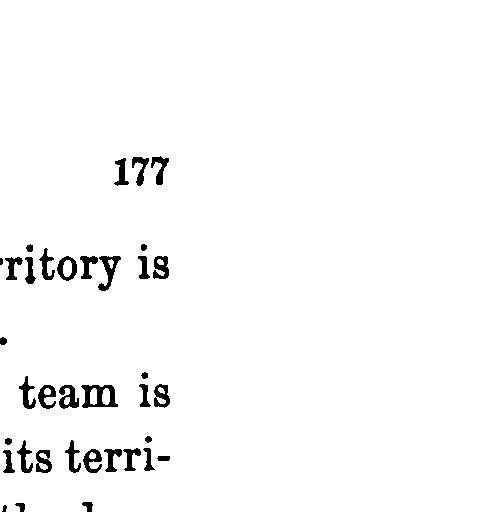 177
rritory is
.
team is
its terri-